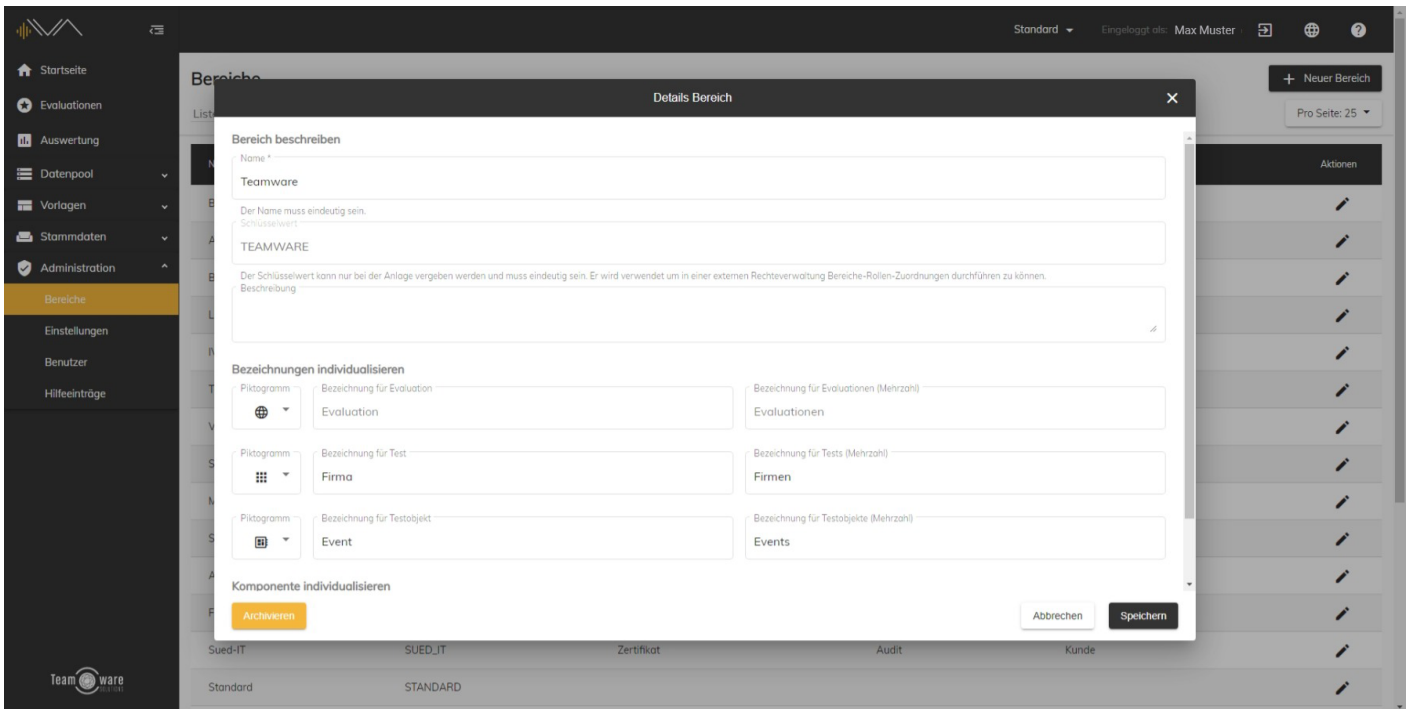 Standard
Eingeloggt als: Max Muster
Startseite
Evaluationen
Auswertung
Datenpool
Vorlagen
Stammdaten
Administration
Bereiche
Einstellungen
Benutzer
Hilfeeinträge
Team ware
SOLUTIONS
Bereiche
+ Neuer Bereich
Pro Seite: 25
Aktionen
Details Bereich
Bereich beschreiben
Name *
Teamware
Der Name muss eindeutig sein.
Schlüsselwert
TEAMWARE
Der Schlüsselwert kann nur bei der Anlage vergeben werden und muss eindeutig sein. Er wird verwendet um in einer externen Rechteverwaltung Bereiche-Rollen-Zuordnungen durchführen zu können.
Beschreibung
Bezeichnungen individualisieren
Piktogramm Bezeichnung für Evaluation Bezeichnung für Evaluationen (Mehrzahl)
Evaluation Evaluationen
Piktogramm Bezeichnung für Test Bezeichnung für Tests (Mehrzahl)
Firma Firmen
Piktogramm Bezeichnung für Testobjekt Bezeichnung für Testobjekte (Mehrzahl)
Event Events
Komponente individualisieren
Archivieren Abbrechen Speichern
Sued-IT SUED_IT Zertifikat Audit Kunde
Standard STANDARD